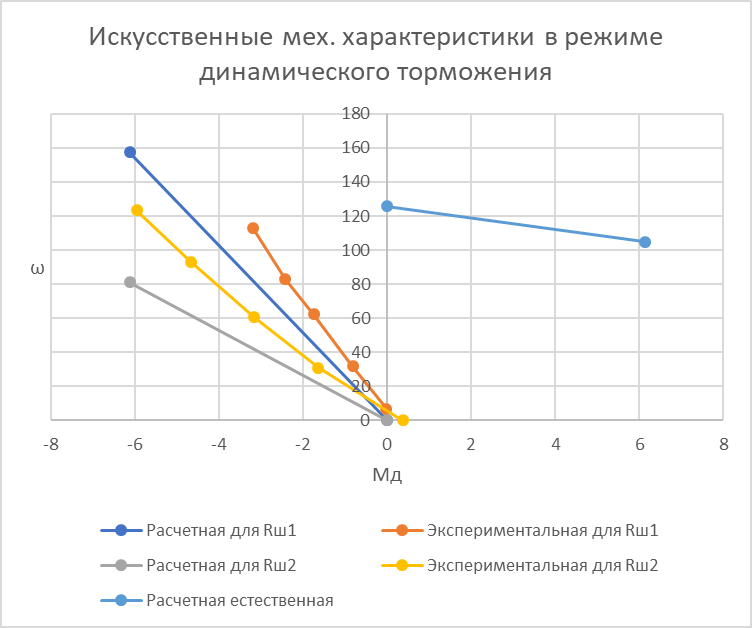 Искусственные мех. характеристики в режиме
динамического торможения
180
160
140
120
100
80
60
40
20
0
ω
-8 -6 -4 -2 0 2 4 6 8
Мд
Расчетная для Rш1 Экспериментальная для Rш1
Расчетная для Rш2 Экспериментальная для Rш2
Расчетная естественная